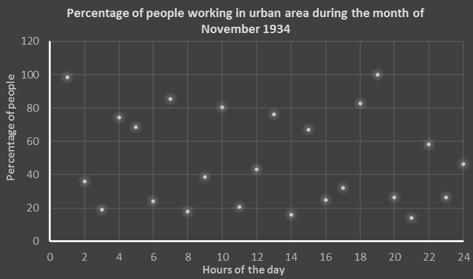 Percentage of people working in urban area during the month of
November 1934
120
100
80
60
40
20
0
Percentage of people
0 2 4 6 8 10 12 14 16 18 20 22 24
Hours of the day